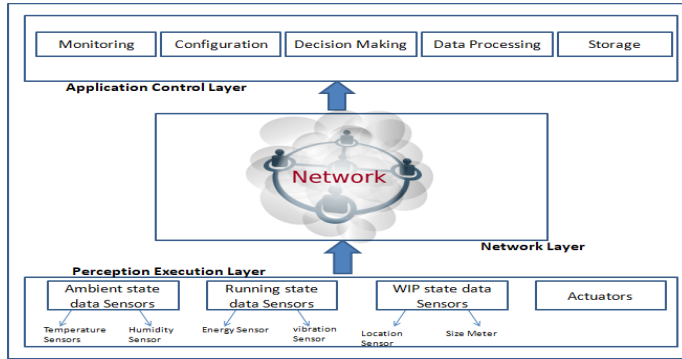 Monitoring
Configuration
Decision Making
Data Processing
Storage
Application Control Layer
Network
Network Layer
Perception Execution Layer
Ambient state
data Sensors
Running state
data Sensors
WIP state data
Sensors
Actuators
Temperature
Sensors
Humidity
Sensor
Energy Sensor
vibration
Sensor
Location
Sensor
Size Meter